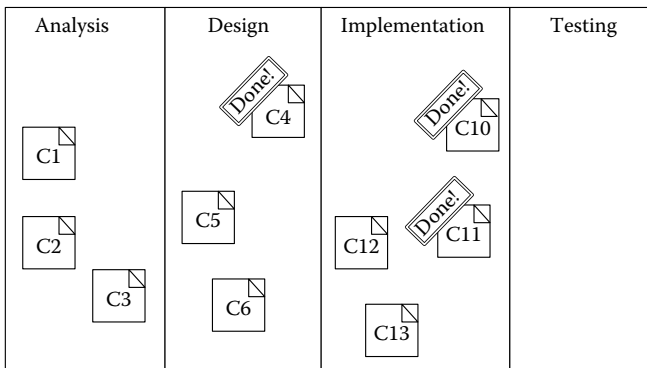 Analysis
Design
Implementation
Testing
Done!
C4
Done!
C10
C1
C5
Done!
C11
C2
C12
C3
C6
C13